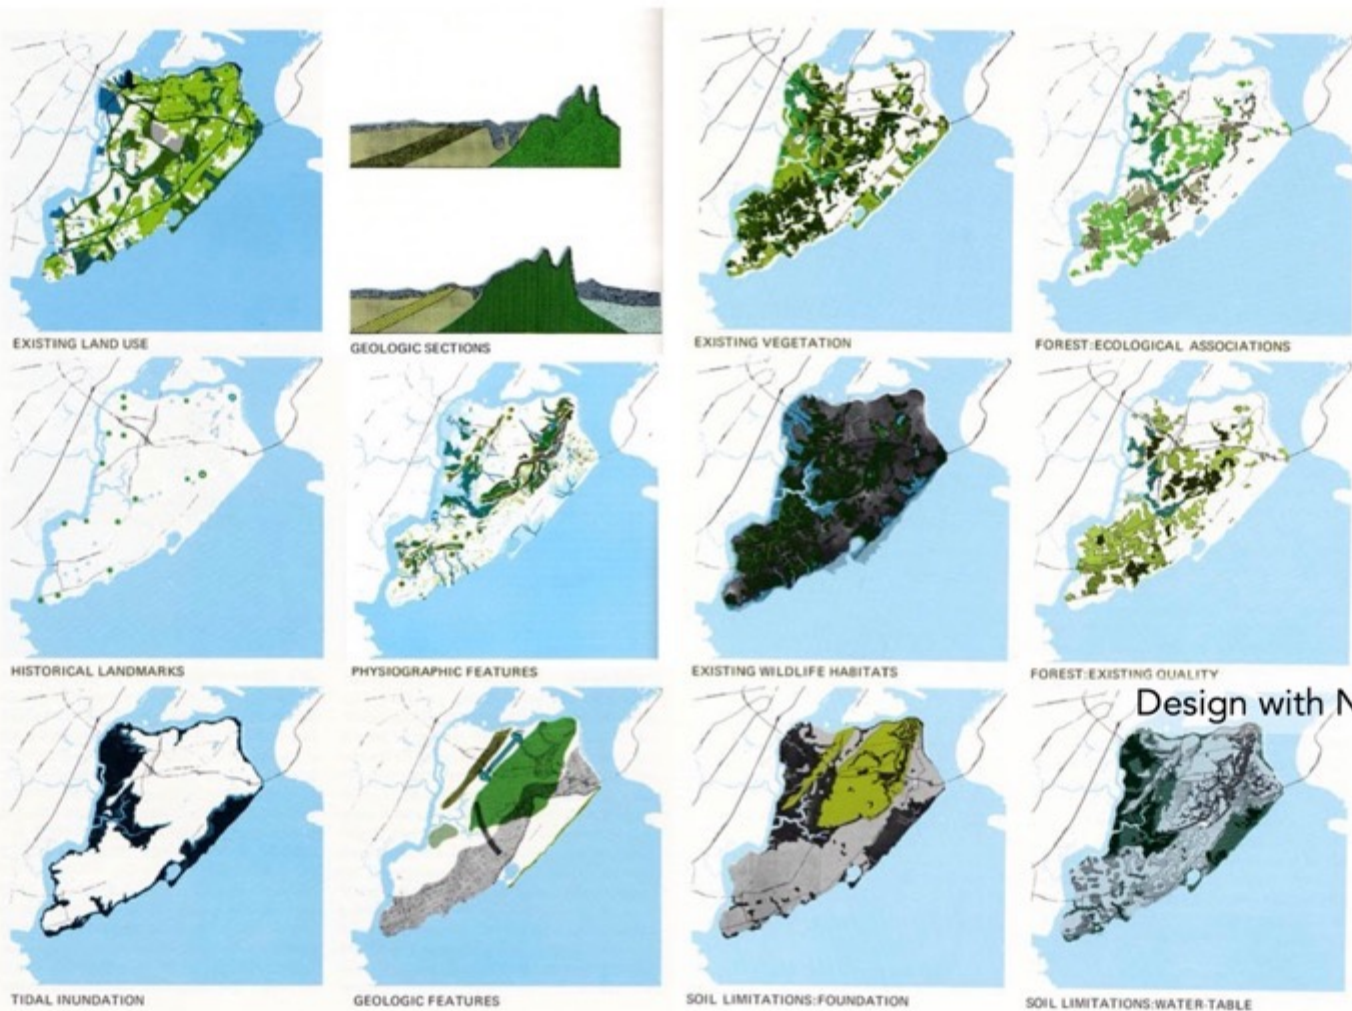 EXISTING LAND USE
GEOLOGIC SECTIONS
EXISTING VEGETATION
FOREST:ECOLOGICAL ASSOCIATIONS
HISTORICAL LANDMARKS
PHYSIOGRAPHIC FEATURES
EXISTING WILDLIFE HABITATS
FOREST:EXISTING QUALITY
Design with N
TIDAL INUNDATION
GEOLOGIC FEATURES
SOIL LIMITATIONS:FOUNDATION
SOIL LIMITATIONS:WATER-TABLE